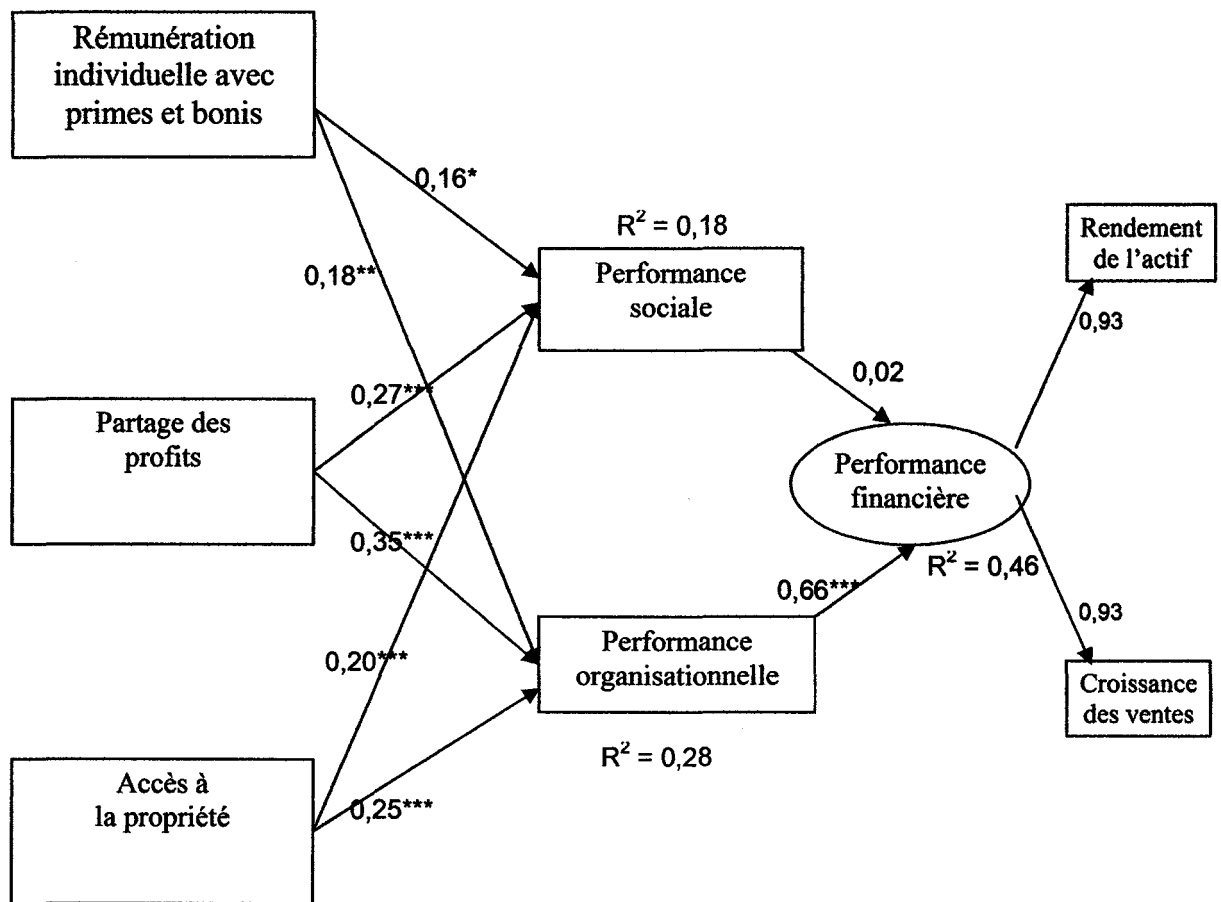 Rémunération
individuelle avec
primes et bonis
0,16*
R² = 0,18
Rendement
de l'actif
0,18**
Performance
sociale
0,93
0,02
0,27***
Partage des
profits
Performance
financière
0,35***
R² = 0,46
0,66***
0,93
Performance
organisationnelle
0,20***
Croissance
des ventes
R² = 0,28
Accès à
la propriété
0,25***